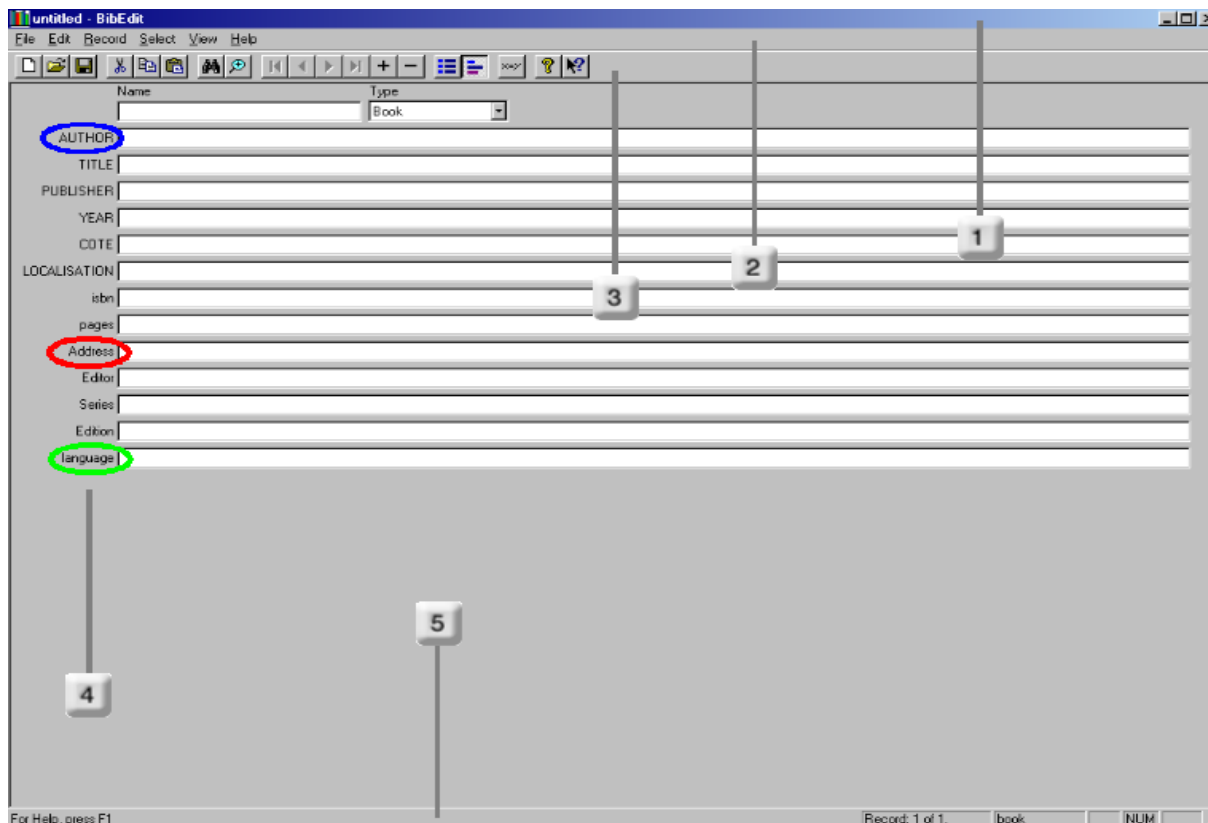 untitled - BibEdit
File Edit Record Select View Help
Name Type
Book
AUTHOR
TITLE
PUBLISHER
YEAR
1
COTE
LOCALISATION
2
isbn
3
pages
Address
Editor
Series
Edition
language
5
4
For Help, press F1 Record: 1 of 1. book NUM